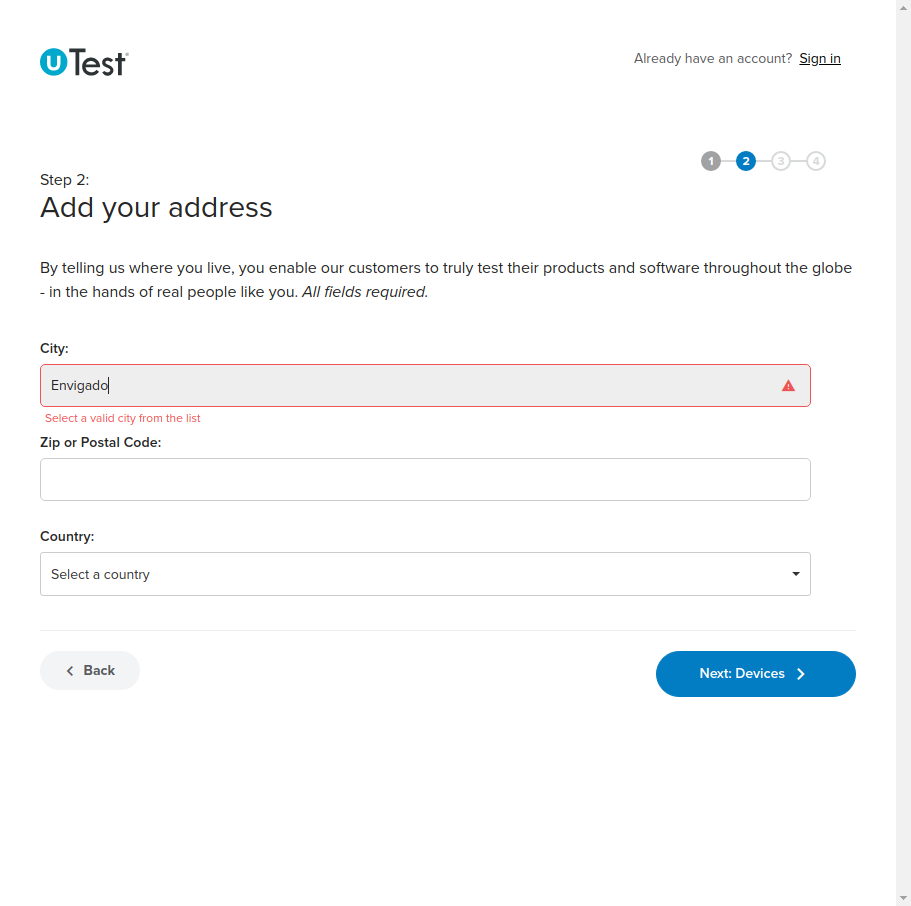 uTest
Already have an account? Sign in
1 2 3 4
Step 2:
Add your address
By telling us where you live, you enable our customers to truly test their products and software throughout the globe
- in the hands of real people like you. All fields required.
City:
Envigado
Select a valid city from the list
Zip or Postal Code:
Country:
Select a country
Back
Next: Devices